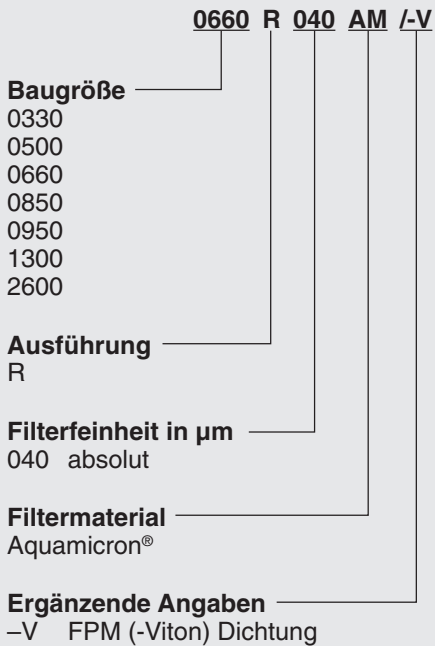 0660 R 040 AM /-V
Baugröße
0330
0500
0660
0850
0950
1300
2600
Ausführung
R
Filterfeinheit in µm
040 absolut
Filtermaterial
Aquamicron®
Ergänzende Angaben
–V FPM (-Viton) Dichtung